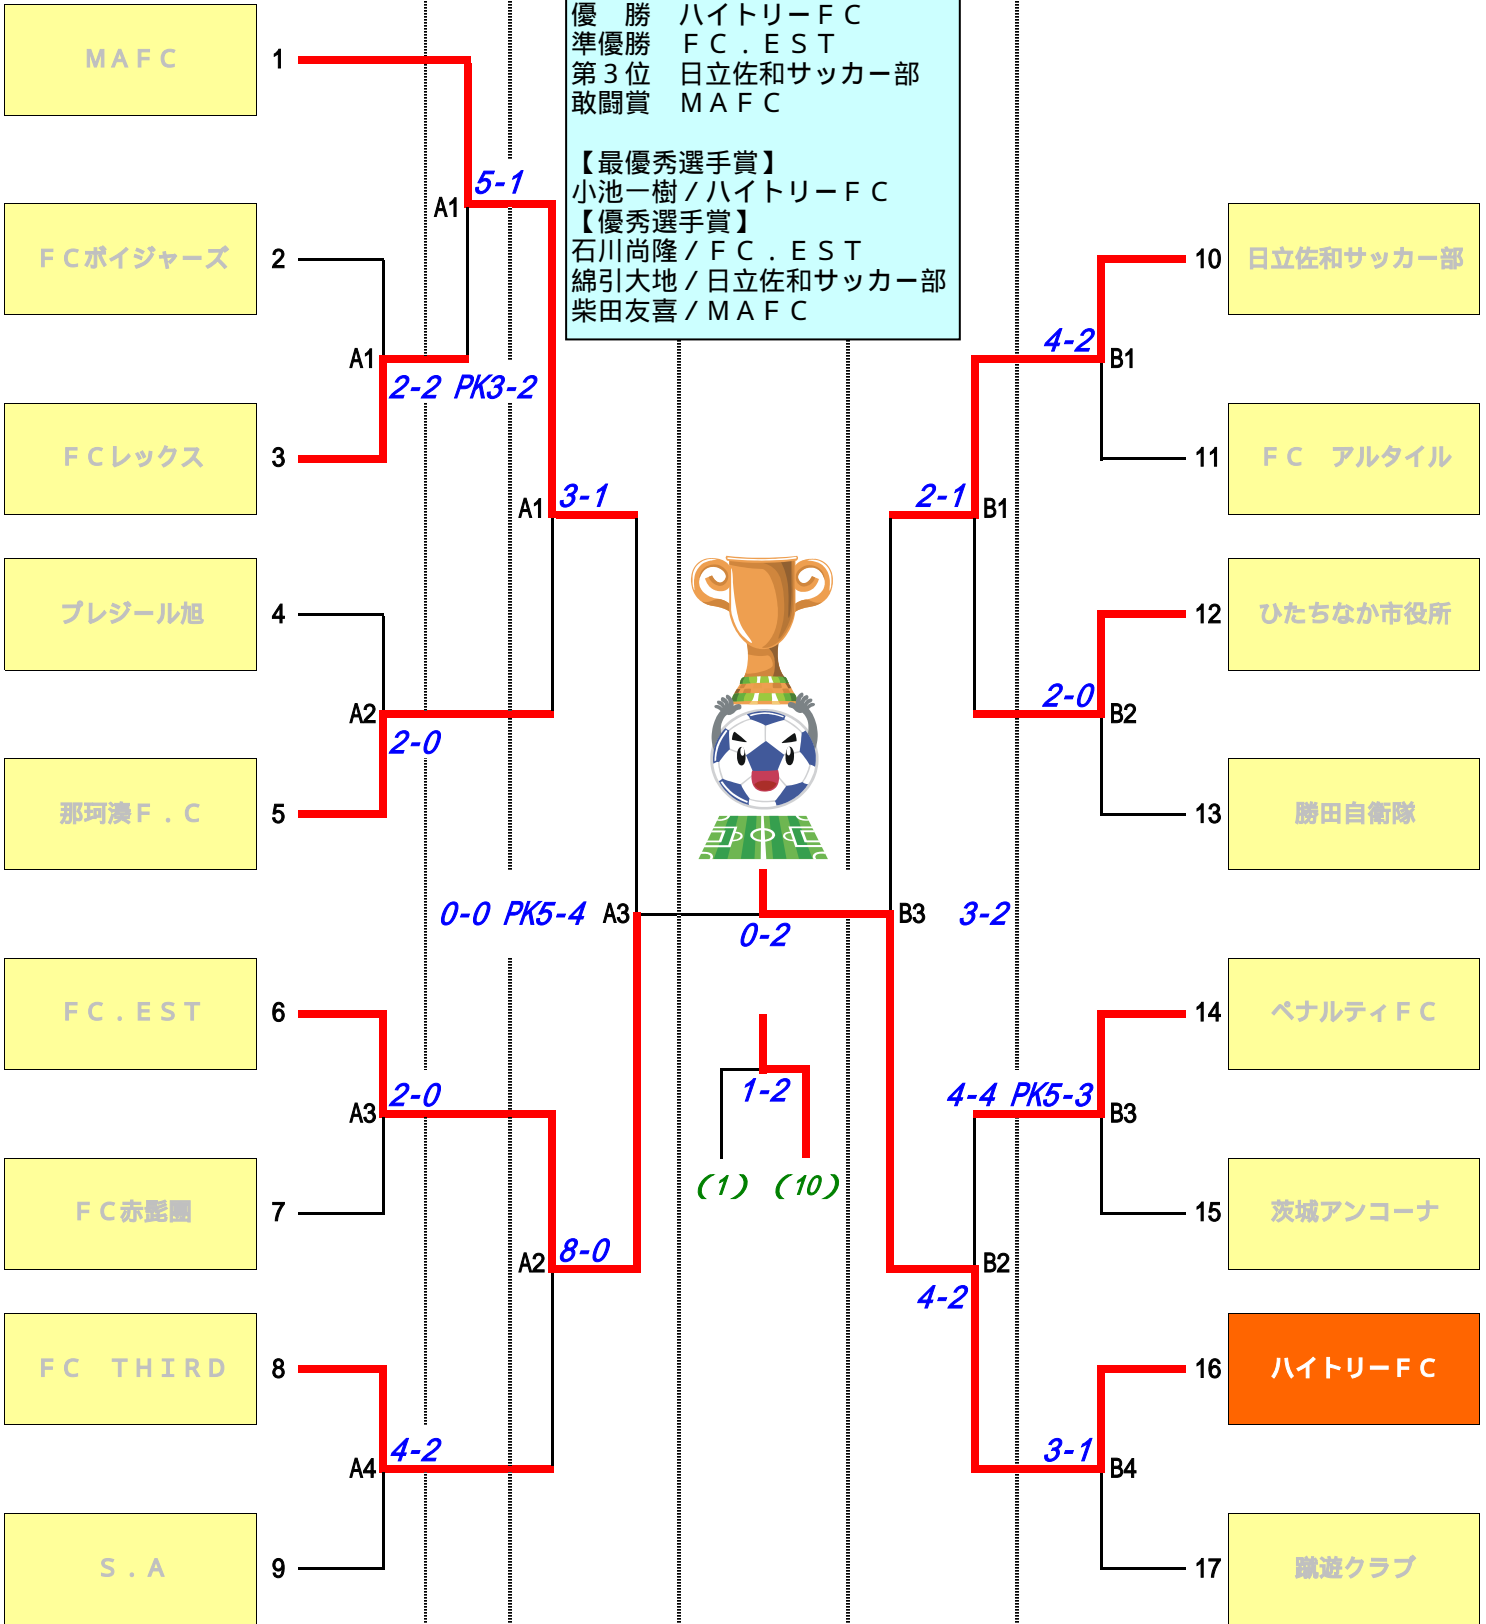 優　勝　ハイトリーＦＣ
準優勝　ＦＣ．ＥＳＴ
第３位　日立佐和サッカー部
敢闘賞　ＭＡＦＣ
【最優秀選手賞】
小池一樹／ハイトリーＦＣ
【優秀選手賞】
石川尚隆／ＦＣ．ＥＳＴ
綿引大地／日立佐和サッカー部
柴田友喜／ＭＡＦＣ
ＭＡＦＣ 1
5-1
A1
ＦＣボイジャーズ 2
A1
2-2 PK3-2
ＦＣレックス 3
A1 3-1
プレジール旭 4
A2
2-0
那珂湊Ｆ．Ｃ 5
0-0 PK5-4 A3
ＦＣ．ＥＳＴ 6
2-0
A3
ＦＣ赤髭團 7
A2 8-0
ＦＣ　ＴＨＩＲＤ 8
4-2
A4
Ｓ．Ａ 9
0-2
1-2
(1) (10)
10 日立佐和サッカー部
4-2 B1
11 ＦＣ　アルタイル
2-1 B1
12 ひたちなか市役所
2-0 B2
13 勝田自衛隊
B3 3-2
14 ペナルティＦＣ
4-4 PK5-3 B3
15 茨城アンコーナ
B2
4-2
16 ハイトリーＦＣ
3-1 B4
17 蹴遊クラブ